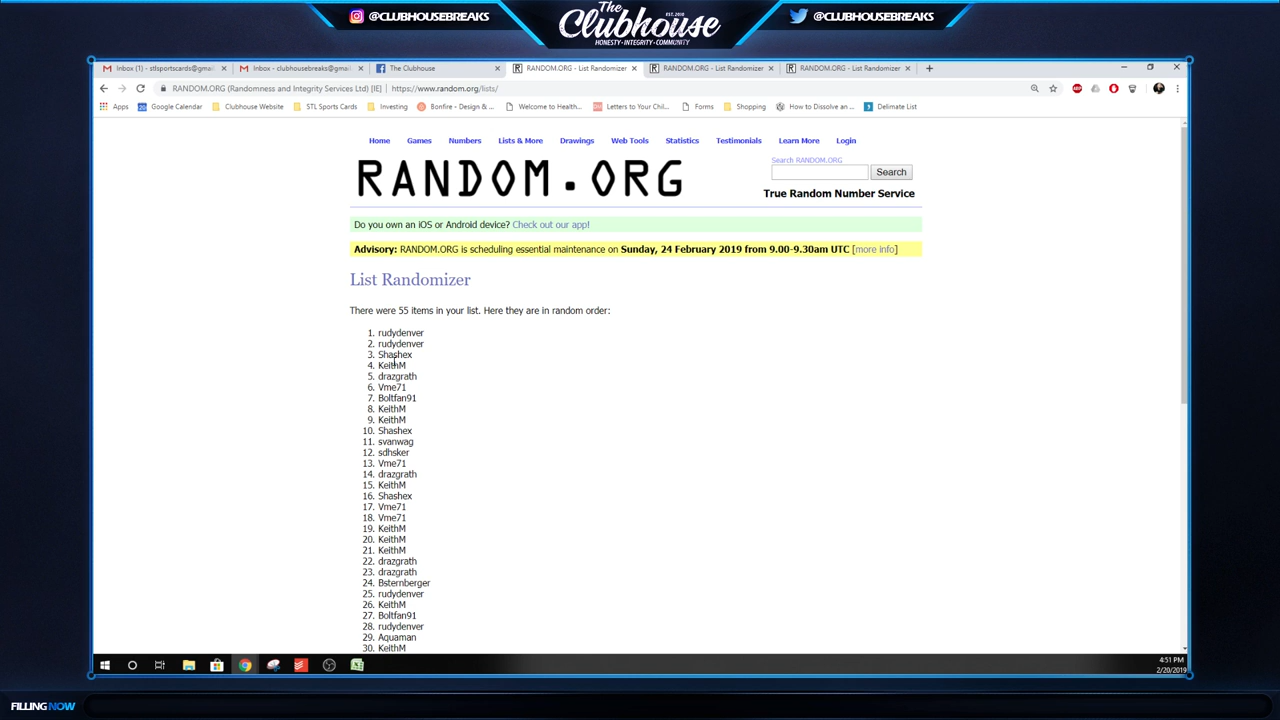 @CLUBHOUSEBREAKS
The Clubhouse
EST. 2010
HONESTY • INTEGRITY • COMMUNITY
@CLUBHOUSEBREAKS
Inbox (1) - stlsportscards@gmai
Inbox - clubhousebreaks@gmail
The Clubhouse
RANDOM.ORG - List Randomizer
RANDOM.ORG - List Randomizer
RANDOM.ORG - List Randomizer
RANDOM.ORG (Randomness and Integrity Services Ltd) [IE] | https://www.random.org/lists/
Apps
Google Calendar
Clubhouse Website
STL Sports Cards
Investing
Bonfire - Design & ...
Welcome to Health...
Letters to Your Chil...
Forms
Shopping
How to Dissolve an ...
Delimate List
Home
Games
Numbers
Lists & More
Drawings
Web Tools
Statistics
Testimonials
Learn More
Login
RANDOM.ORG
Search RANDOM.ORG
Search
True Random Number Service
Do you own an iOS or Android device? Check out our app!
Advisory: RANDOM.ORG is scheduling essential maintenance on Sunday, 24 February 2019 from 9.00-9.30am UTC [more info]
List Randomizer
There were 55 items in your list. Here they are in random order:
1. rudydenver
2. rudydenver
3. Shashex
4. KeithM
5. drazgrath
6. Vme71
7. Boltfan91
8. KeithM
9. KeithM
10. Shashex
11. svanwag
12. sdhsker
13. Vme71
14. drazgrath
15. KeithM
16. Shashex
17. Vme71
18. Vme71
19. KeithM
20. KeithM
21. KeithM
22. drazgrath
23. drazgrath
24. Bsternberger
25. rudydenver
26. KeithM
27. Boltfan91
28. rudydenver
29. Aquaman
30. KeithM
4:51 PM
2/20/2019
FILLING NOW